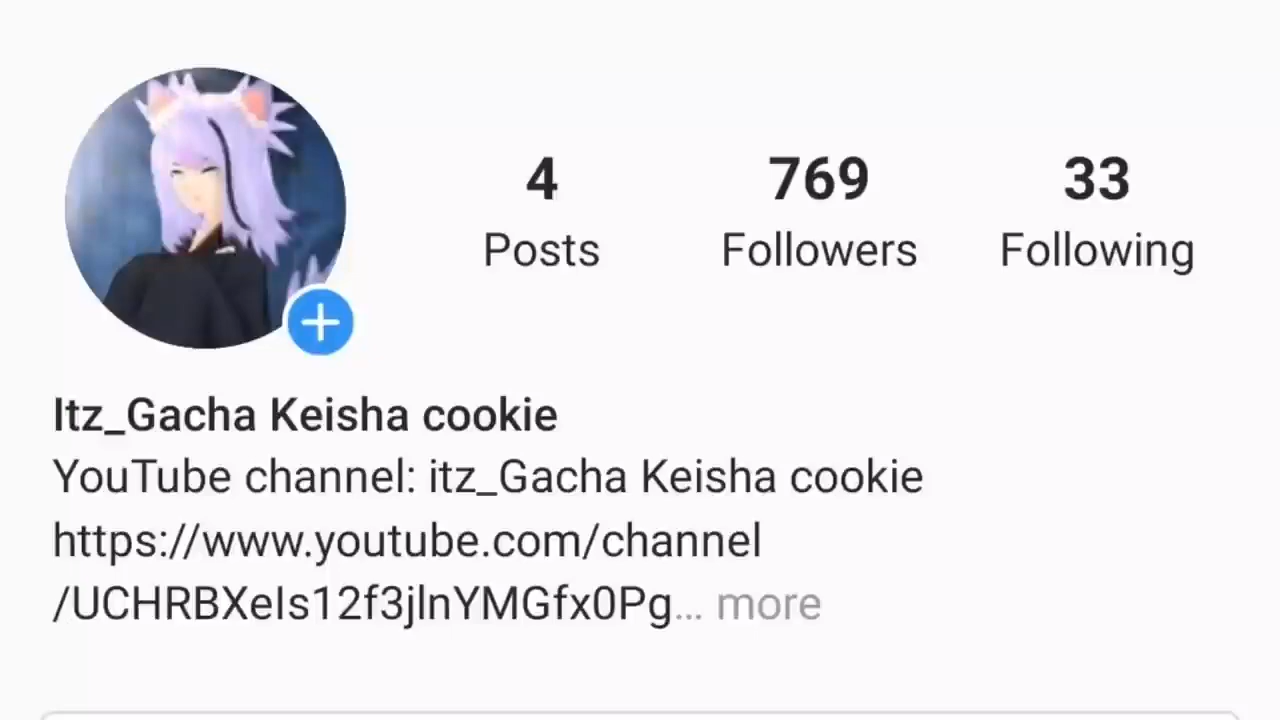 4 769 33
Posts Followers Following
Itz_Gacha Keisha cookie
YouTube channel: itz_Gacha Keisha cookie
https://www.youtube.com/channel
/UCHRBXeIs12f3jlnYMGfx0Pg... more